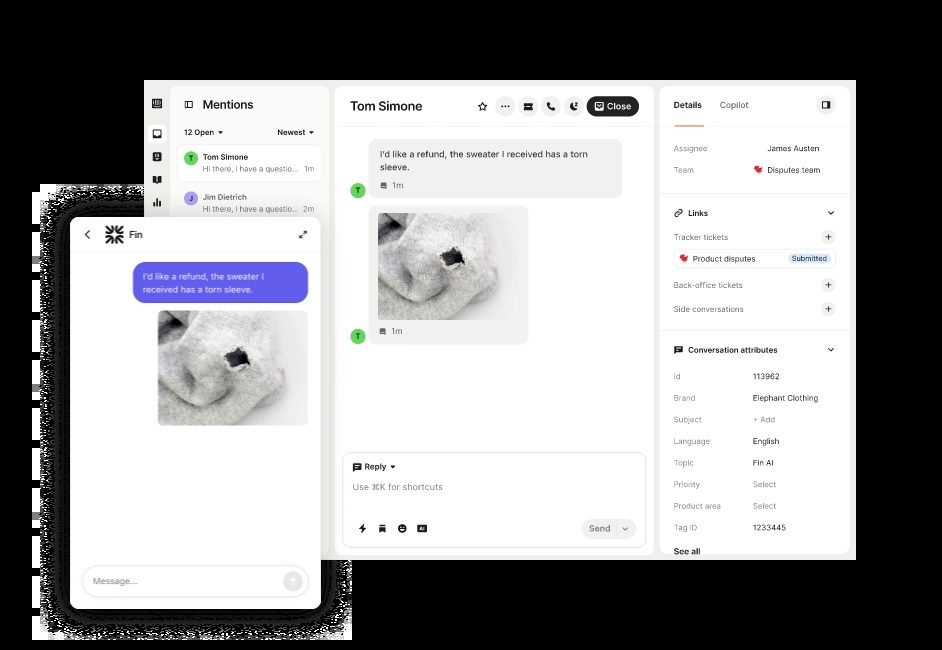 Mentions
12 Open
Newest
T
Tom Simone
Hi there, I have a questio... 1m
J
Jim Dietrich
Hi there, I have a questio... 2m
Fin
I'd like a refund, the sweater I
received has a torn sleeve.
Message...
Tom Simone
Close
I'd like a refund, the sweater I received has a torn
sleeve.
1m
T
1m
T
Reply
Use ⌘K for shortcuts
AI
Send
Details
Copilot
Assignee
James Austen
Team
Disputes team
Links
Tracker tickets
Product disputes
Submitted
Back-office tickets
Side conversations
Conversation attributes
Id
113962
Brand
Elephant Clothing
Subject
+ Add
Language
English
Topic
Fin AI
Priority
Select
Product area
Select
Tag ID
1233445
See all